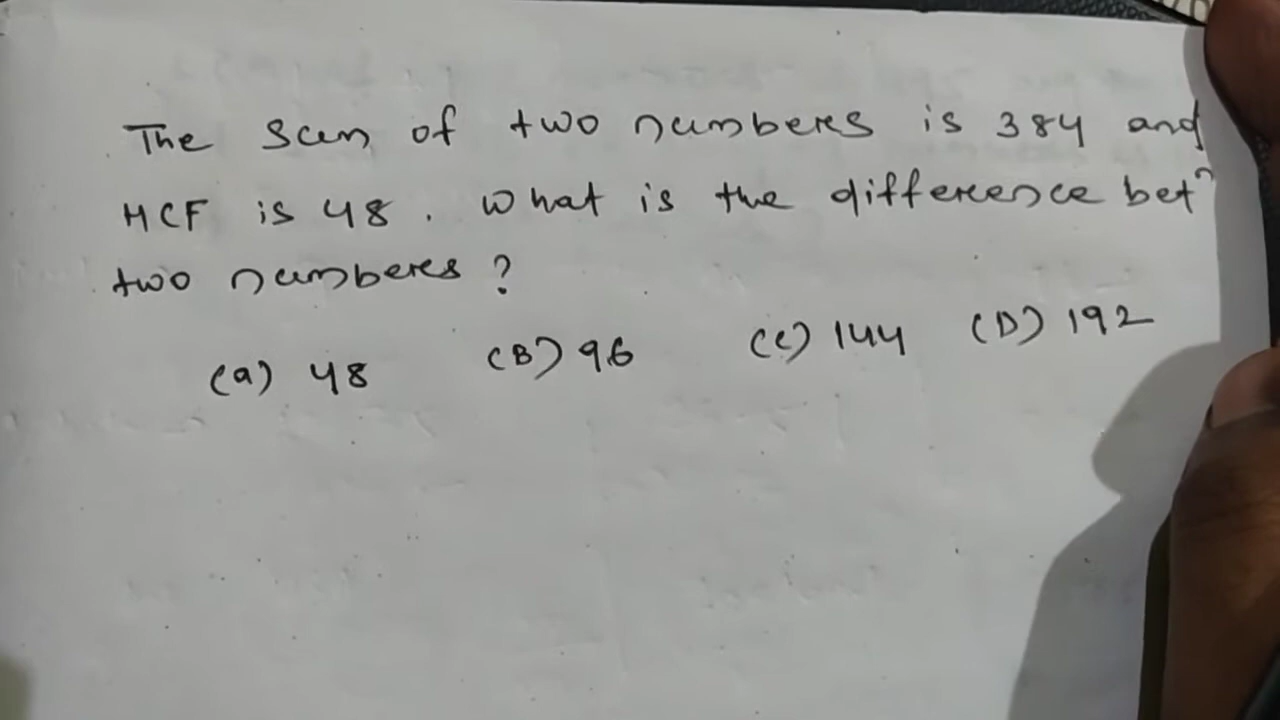 The sum of two numbers is 384 and
HCF is 48. What is the difference betn
two numbers?
(a) 48 (B) 96 (C) 144 (D) 192